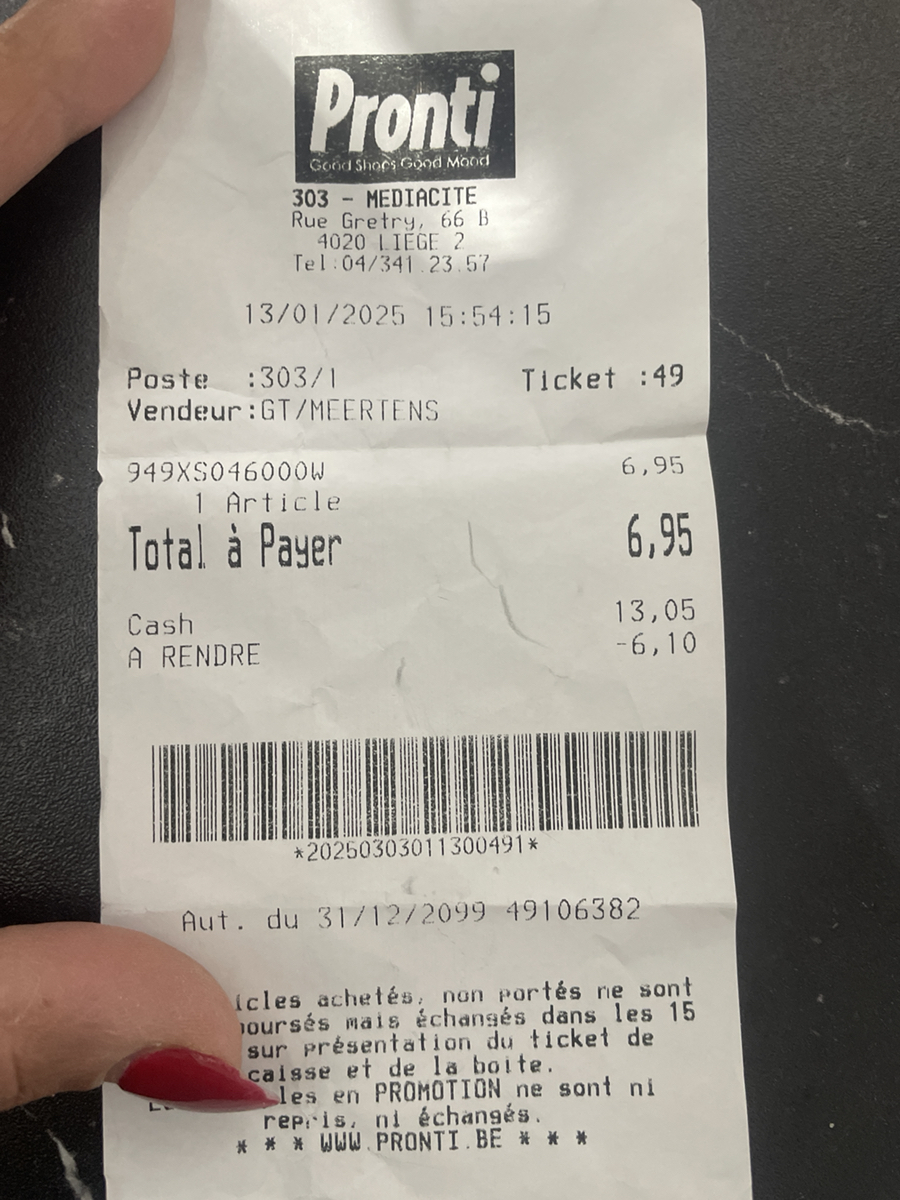 Pronti
Good Shoes Good Mood
303 - MEDIACITE
Rue Gretry, 66 B
4020 LIEGE 2
Tel:04/341.23.57
13/01/2025 15:54:15
Poste :303/1 Ticket :49
Vendeur:GT/MEERTENS
949XS046000W 6,95
1 Article
Total à Payer 6,95
Cash 13,05
A RENDRE -6,10
*20250303011300491*
Aut. du 31/12/2099 49106382
achetés, non portés ne sont
mais échangés dans les 15
sur présentation du ticket de
caisse et de la boite.
en PROMOTION ne sont ni
repris, ni échangés.
* * * WWW.PRONTI.BE * * *